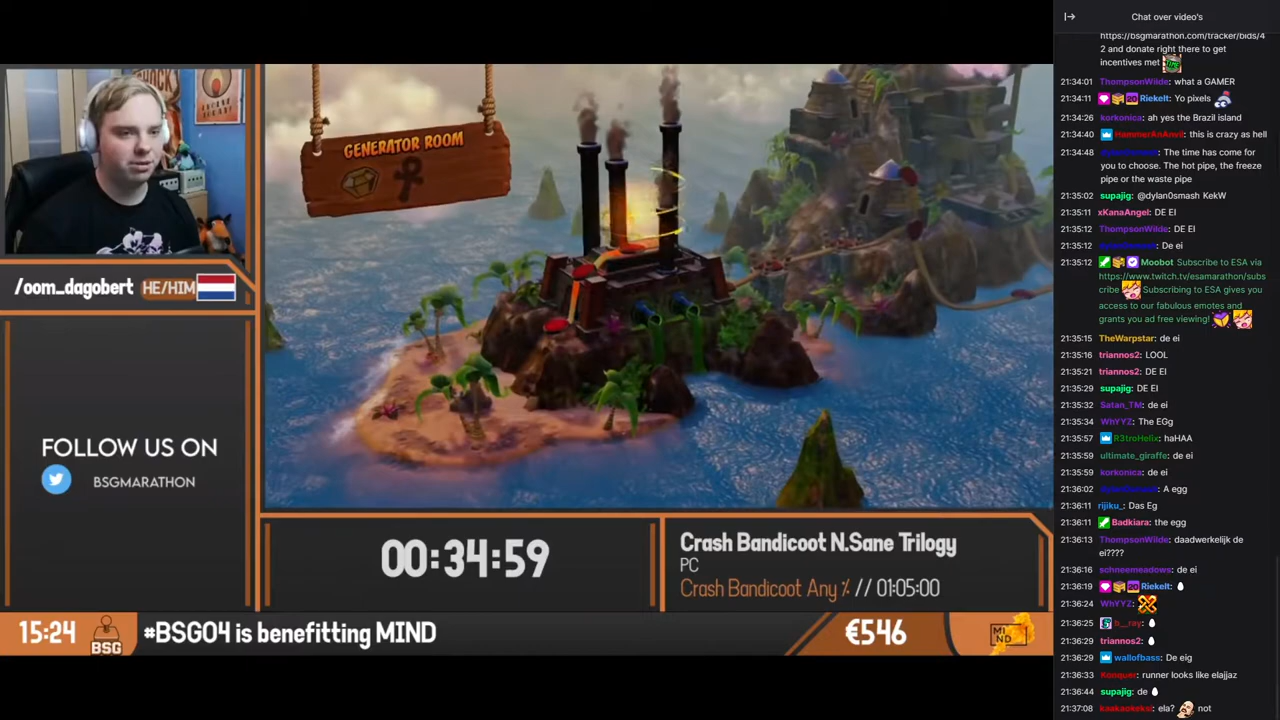 GENERATOR ROOM
/oom_dagobert HE/HIM
FOLLOW US ON
BSGMARATHON
00:34:59
Crash Bandicoot N.Sane Trilogy
PC
Crash Bandicoot Any % // 01:05:00
15:24
BSG
#BSG04 is benefitting MIND
€546
MIND
Chat over video's
https://bsgmarathon.com/tracker/bids/4
2 and donate right there to get
incentives met
21:34:01 ThompsonWilde: what a GAMER
21:34:11 Riekelt: Yo pixels
21:34:26 korkonica: ah yes the Brazil island
21:34:40 HammerAnAnvil: this is crazy as hell
21:34:48 The time has come for
you to choose. The hot pipe, the freeze
pipe or the waste pipe
21:35:02 supajig: @dylan0smash KekW
21:35:11 xKanaAngel: DE EI
21:35:12 ThompsonWilde: DE EI
21:35:12 De ei
21:35:12 Moobot Subscribe to ESA via
https://www.twitch.tv/esamarathon/subs
cribe Subscribing to ESA gives you
access to our fabulous emotes and
grants you ad free viewing!
21:35:15 TheWarpstar: de ei
21:35:16 triannos2: LOOL
21:35:21 triannos2: DE EI
21:35:29 supajig: DE EI
21:35:32 Satan_TM: de ei
21:35:34 WhYYZ: The EGg
21:35:57 R3troHelix: haHAA
21:35:59 ultimate_giraffe: de ei
21:35:59 korkonica: de ei
21:36:02 A egg
21:36:11 rijiku_: Das Eg
21:36:11 Badkiara: the egg
21:36:13 ThompsonWilde: daadwerkelijk de
ei????
21:36:16 schneemeadows: de ei
21:36:19 Riekelt:
21:36:24 WhYYZ:
21:36:25 b__ray:
21:36:29 triannos2:
21:36:29 wallofbass: De eig
21:36:33 Kooquer: runner looks like elajjaz
21:36:44 supajig: de
21:37:08 ela? not